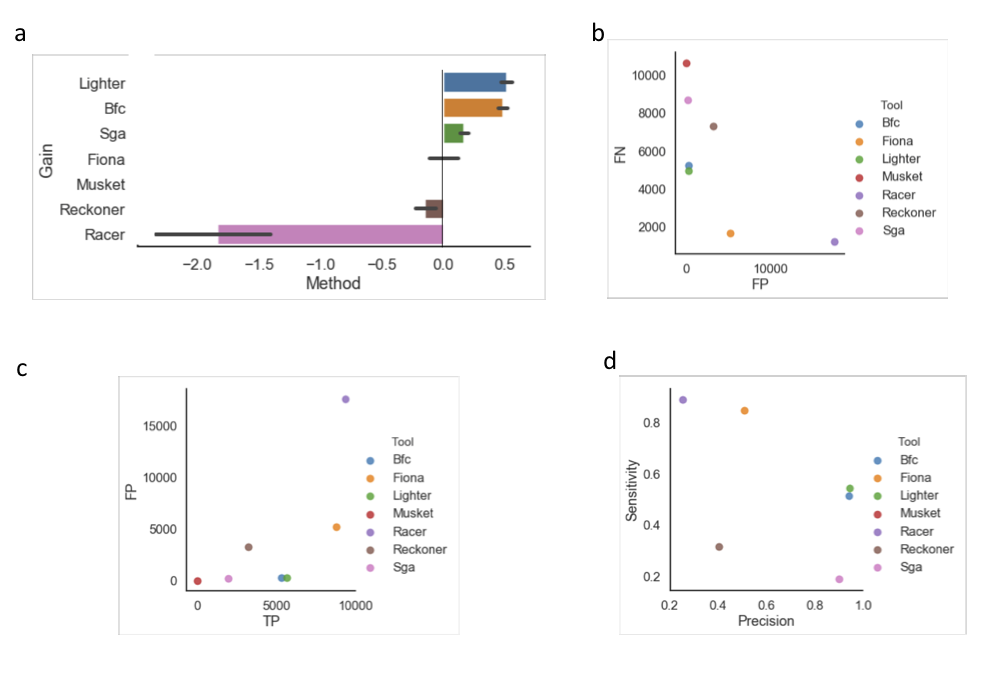 a
Gain
Lighter
Bfc
Sga
Fiona
Musket
Reckoner
Racer
−2.0 −1.5 −1.0 −0.5 0.0 0.5
Method
b
FN
10000
8000
6000
4000
2000
0 10000
FP
Tool
Bfc
Fiona
Lighter
Musket
Racer
Reckoner
Sga
c
FP
15000
10000
5000
0
0 5000 10000
TP
Tool
Bfc
Fiona
Lighter
Musket
Racer
Reckoner
Sga
d
Sensitivity
0.8
0.6
0.4
0.2
0.2 0.4 0.6 0.8 1.0
Precision
Tool
Bfc
Fiona
Lighter
Musket
Racer
Reckoner
Sga